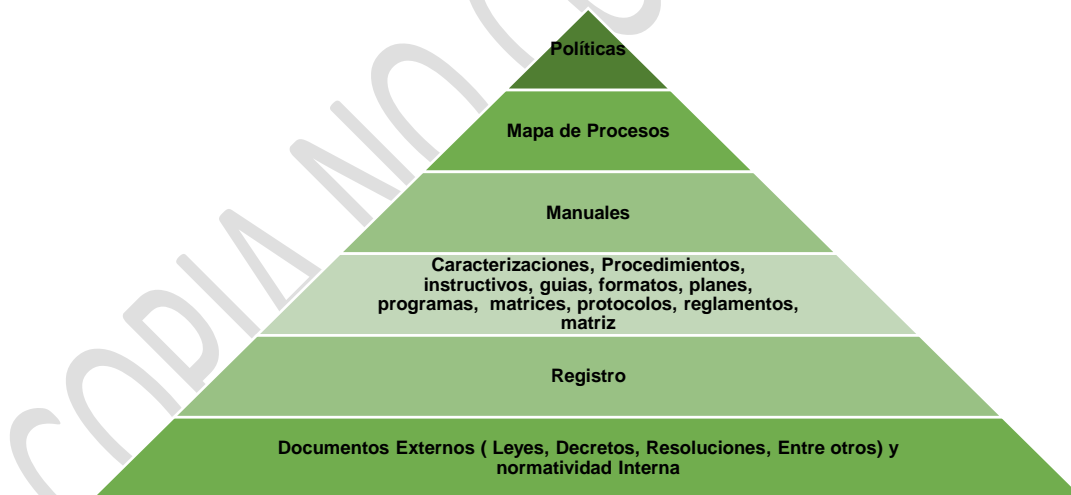 Políticas
Mapa de Procesos
Manuales
Caracterizaciones, Procedimientos,
instructivos, guias, formatos, planes,
programas, matrices, protocolos, reglamentos,
matriz
Registro
Documentos Externos ( Leyes, Decretos, Resoluciones, Entre otros) y
normatividad Interna
COPIA NO